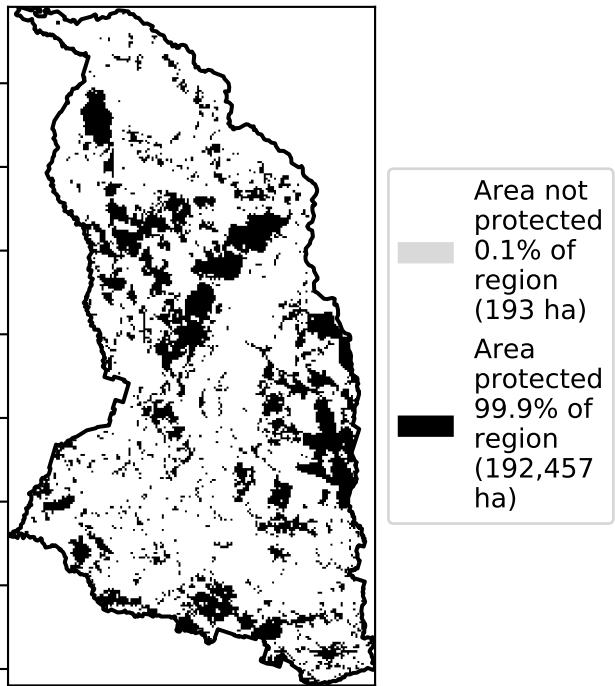 Area not
protected
0.1% of
region
(193 ha)
Area
protected
99.9% of
region
(192,457
ha)